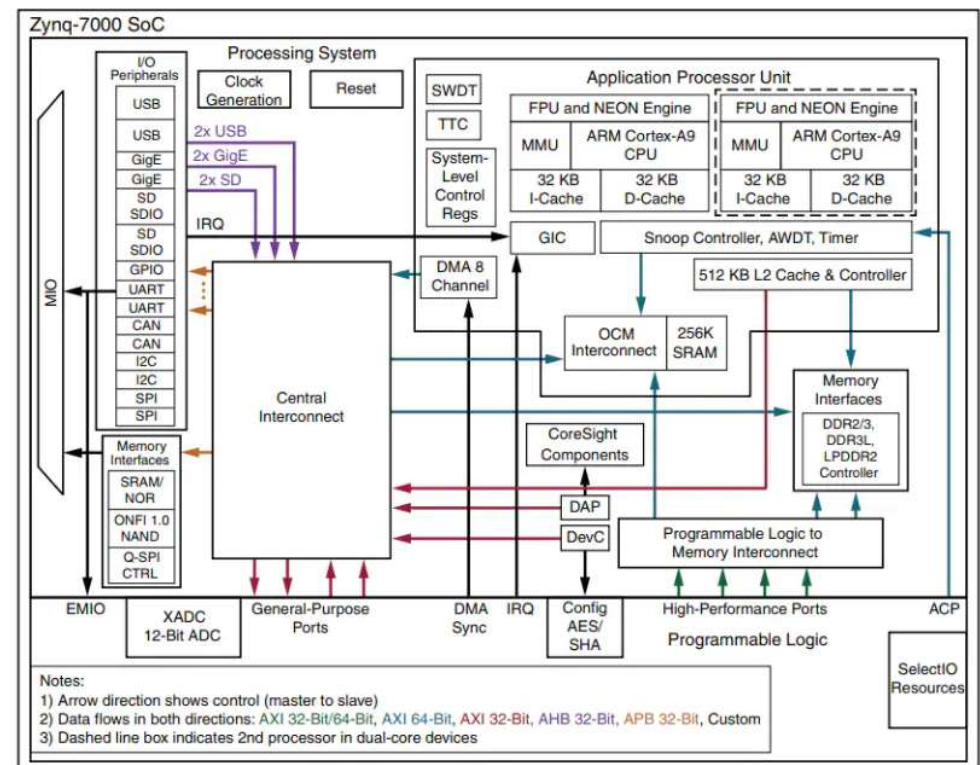 Zynq-7000 SoC
Processing System
I/O
Peripherals
USB
USB
GigE
GigE
SD
SDIO
SD
SDIO
GPIO
UART
UART
CAN
CAN
I2C
I2C
SPI
SPI
MIO
Clock
Generation
Reset
2x USB
2x GigE
2x SD
IRQ
SWDT
TTC
System-
Level
Control
Regs
Application Processor Unit
FPU and NEON Engine
MMU
ARM Cortex-A9
CPU
32 KB
I-Cache
32 KB
D-Cache
FPU and NEON Engine
MMU
ARM Cortex-A9
CPU
32 KB
I-Cache
32 KB
D-Cache
GIC
Snoop Controller, AWDT, Timer
DMA 8
Channel
512 KB L2 Cache & Controller
OCM
Interconnect
256K
SRAM
Central
Interconnect
Memory
Interfaces
DDR2/3,
DDR3L,
LPDDR2
Controller
Memory
Interfaces
SRAM/
NOR
ONFI 1.0
NAND
Q-SPI
CTRL
CoreSight
Components
DAP
DevC
Programmable Logic to
Memory Interconnect
EMIO
XADC
12-Bit ADC
General-Purpose
Ports
DMA
Sync
IRQ
Config
AES/
SHA
High-Performance Ports
ACP
Programmable Logic
SelectIO
Resources
Notes:
1) Arrow direction shows control (master to slave)
2) Data flows in both directions: AXI 32-Bit/64-Bit, AXI 64-Bit, AXI 32-Bit, AHB 32-Bit, APB 32-Bit, Custom
3) Dashed line box indicates 2nd processor in dual-core devices